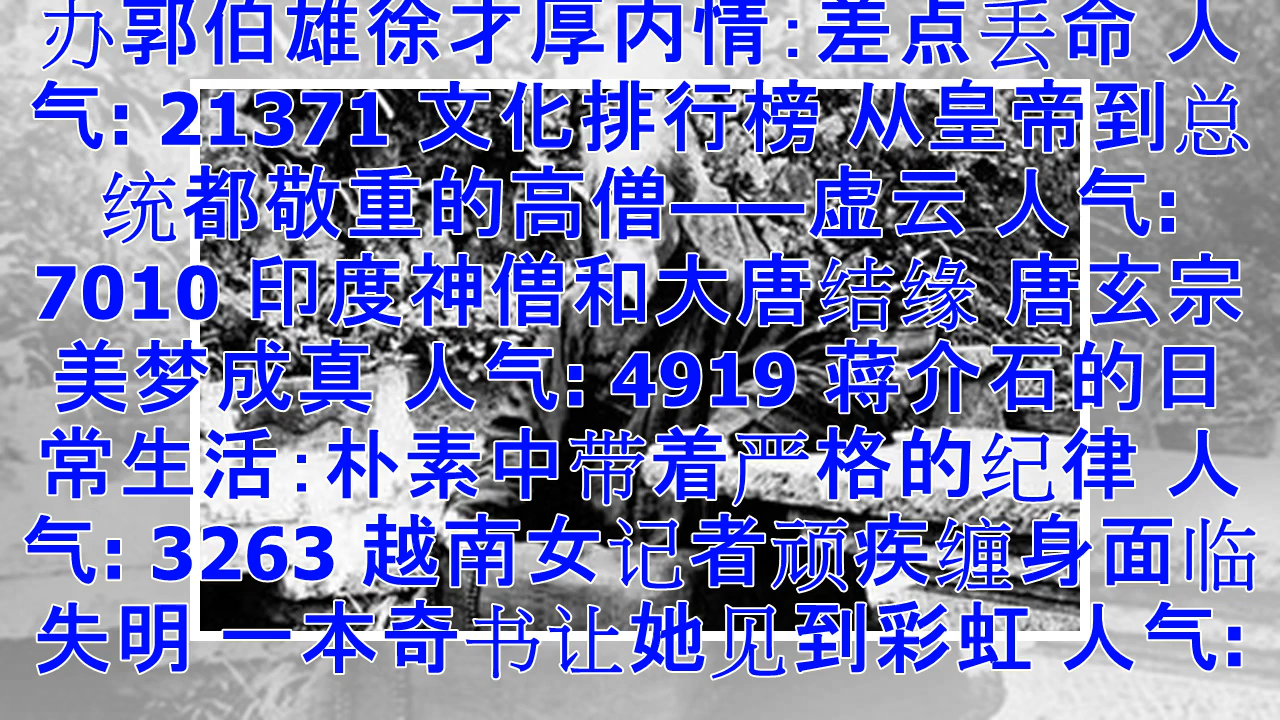 办郭伯雄徐才厚内情:差点丢命 人
气: 21371 文化排行榜 从皇帝到总
统都敬重的高僧——虚云 人气:
7010 印度神僧和大唐结缘 唐玄宗
美梦成真 人气: 4919 蒋介石的日
常生活:朴素中带着严格的纪律 人
气: 3263 越南女记者顽疾缠身面临
失明 一本奇书让她见到彩虹 人气: